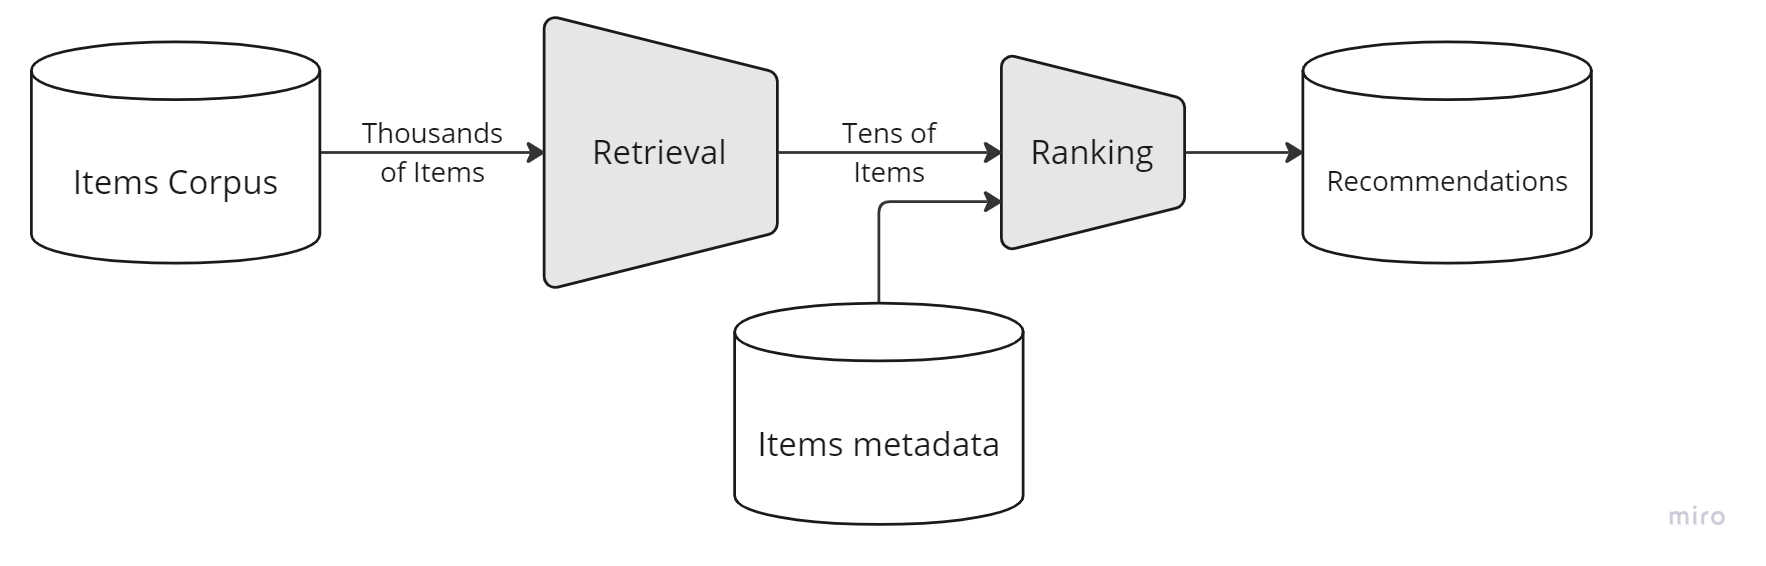 Items Corpus
Thousands
of Items
Retrieval
Tens of
Items
Ranking
Recommendations
Items metadata
miro